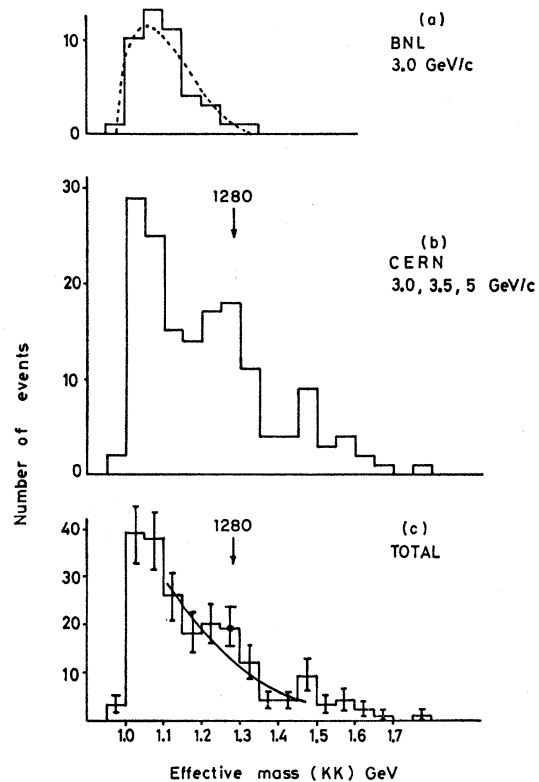 (a)
BNL
3.0 GeV/c
10
0
30
20
10
0
1280
(b)
CERN
3.0, 3.5, 5 GeV/c
Number of events
40
30
20
10
1280
(c)
TOTAL
1.0 1.1 1.2 1.3 1.4 1.5 1.6 1.7
Effective mass (KK) GeV